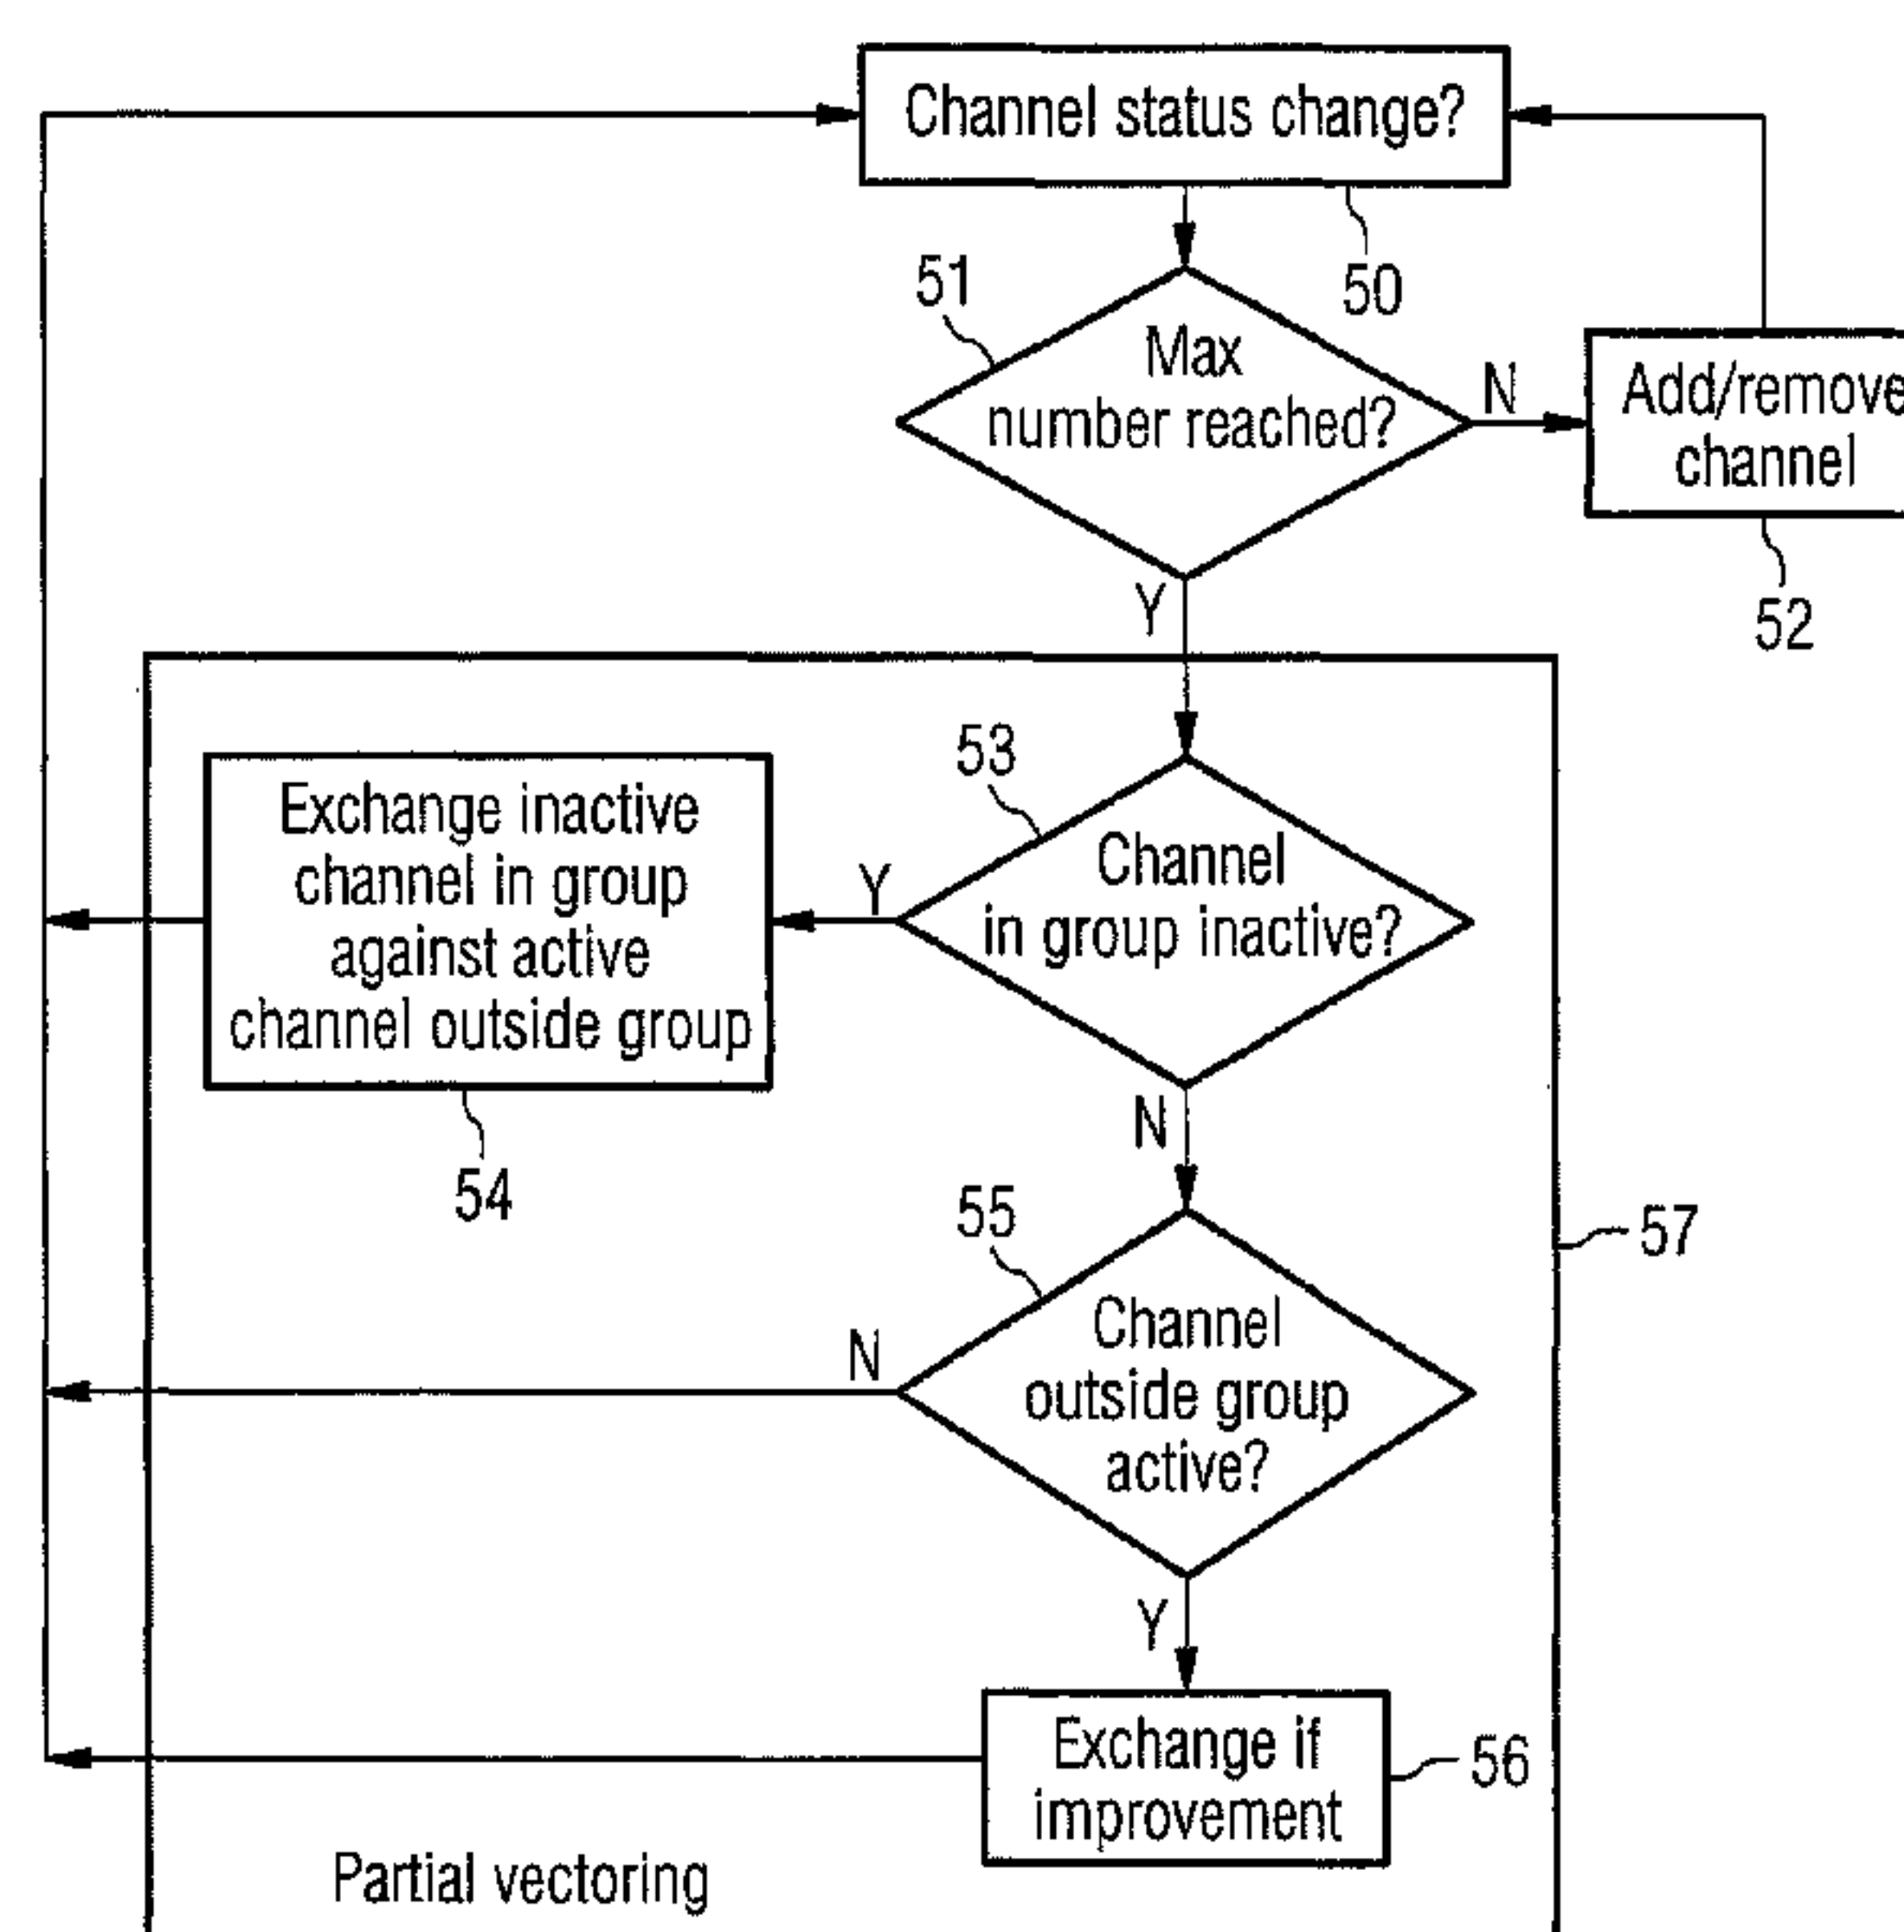 Channel status change?
50
51
Max
number reached?
N
Add/remove
channel
52
Y
53
Channel
in group inactive?
Y
Exchange inactive
channel in group
against active
channel outside group
54
N
55
Channel
outside group
active?
N
57
Y
Exchange if
improvement
56
Partial vectoring